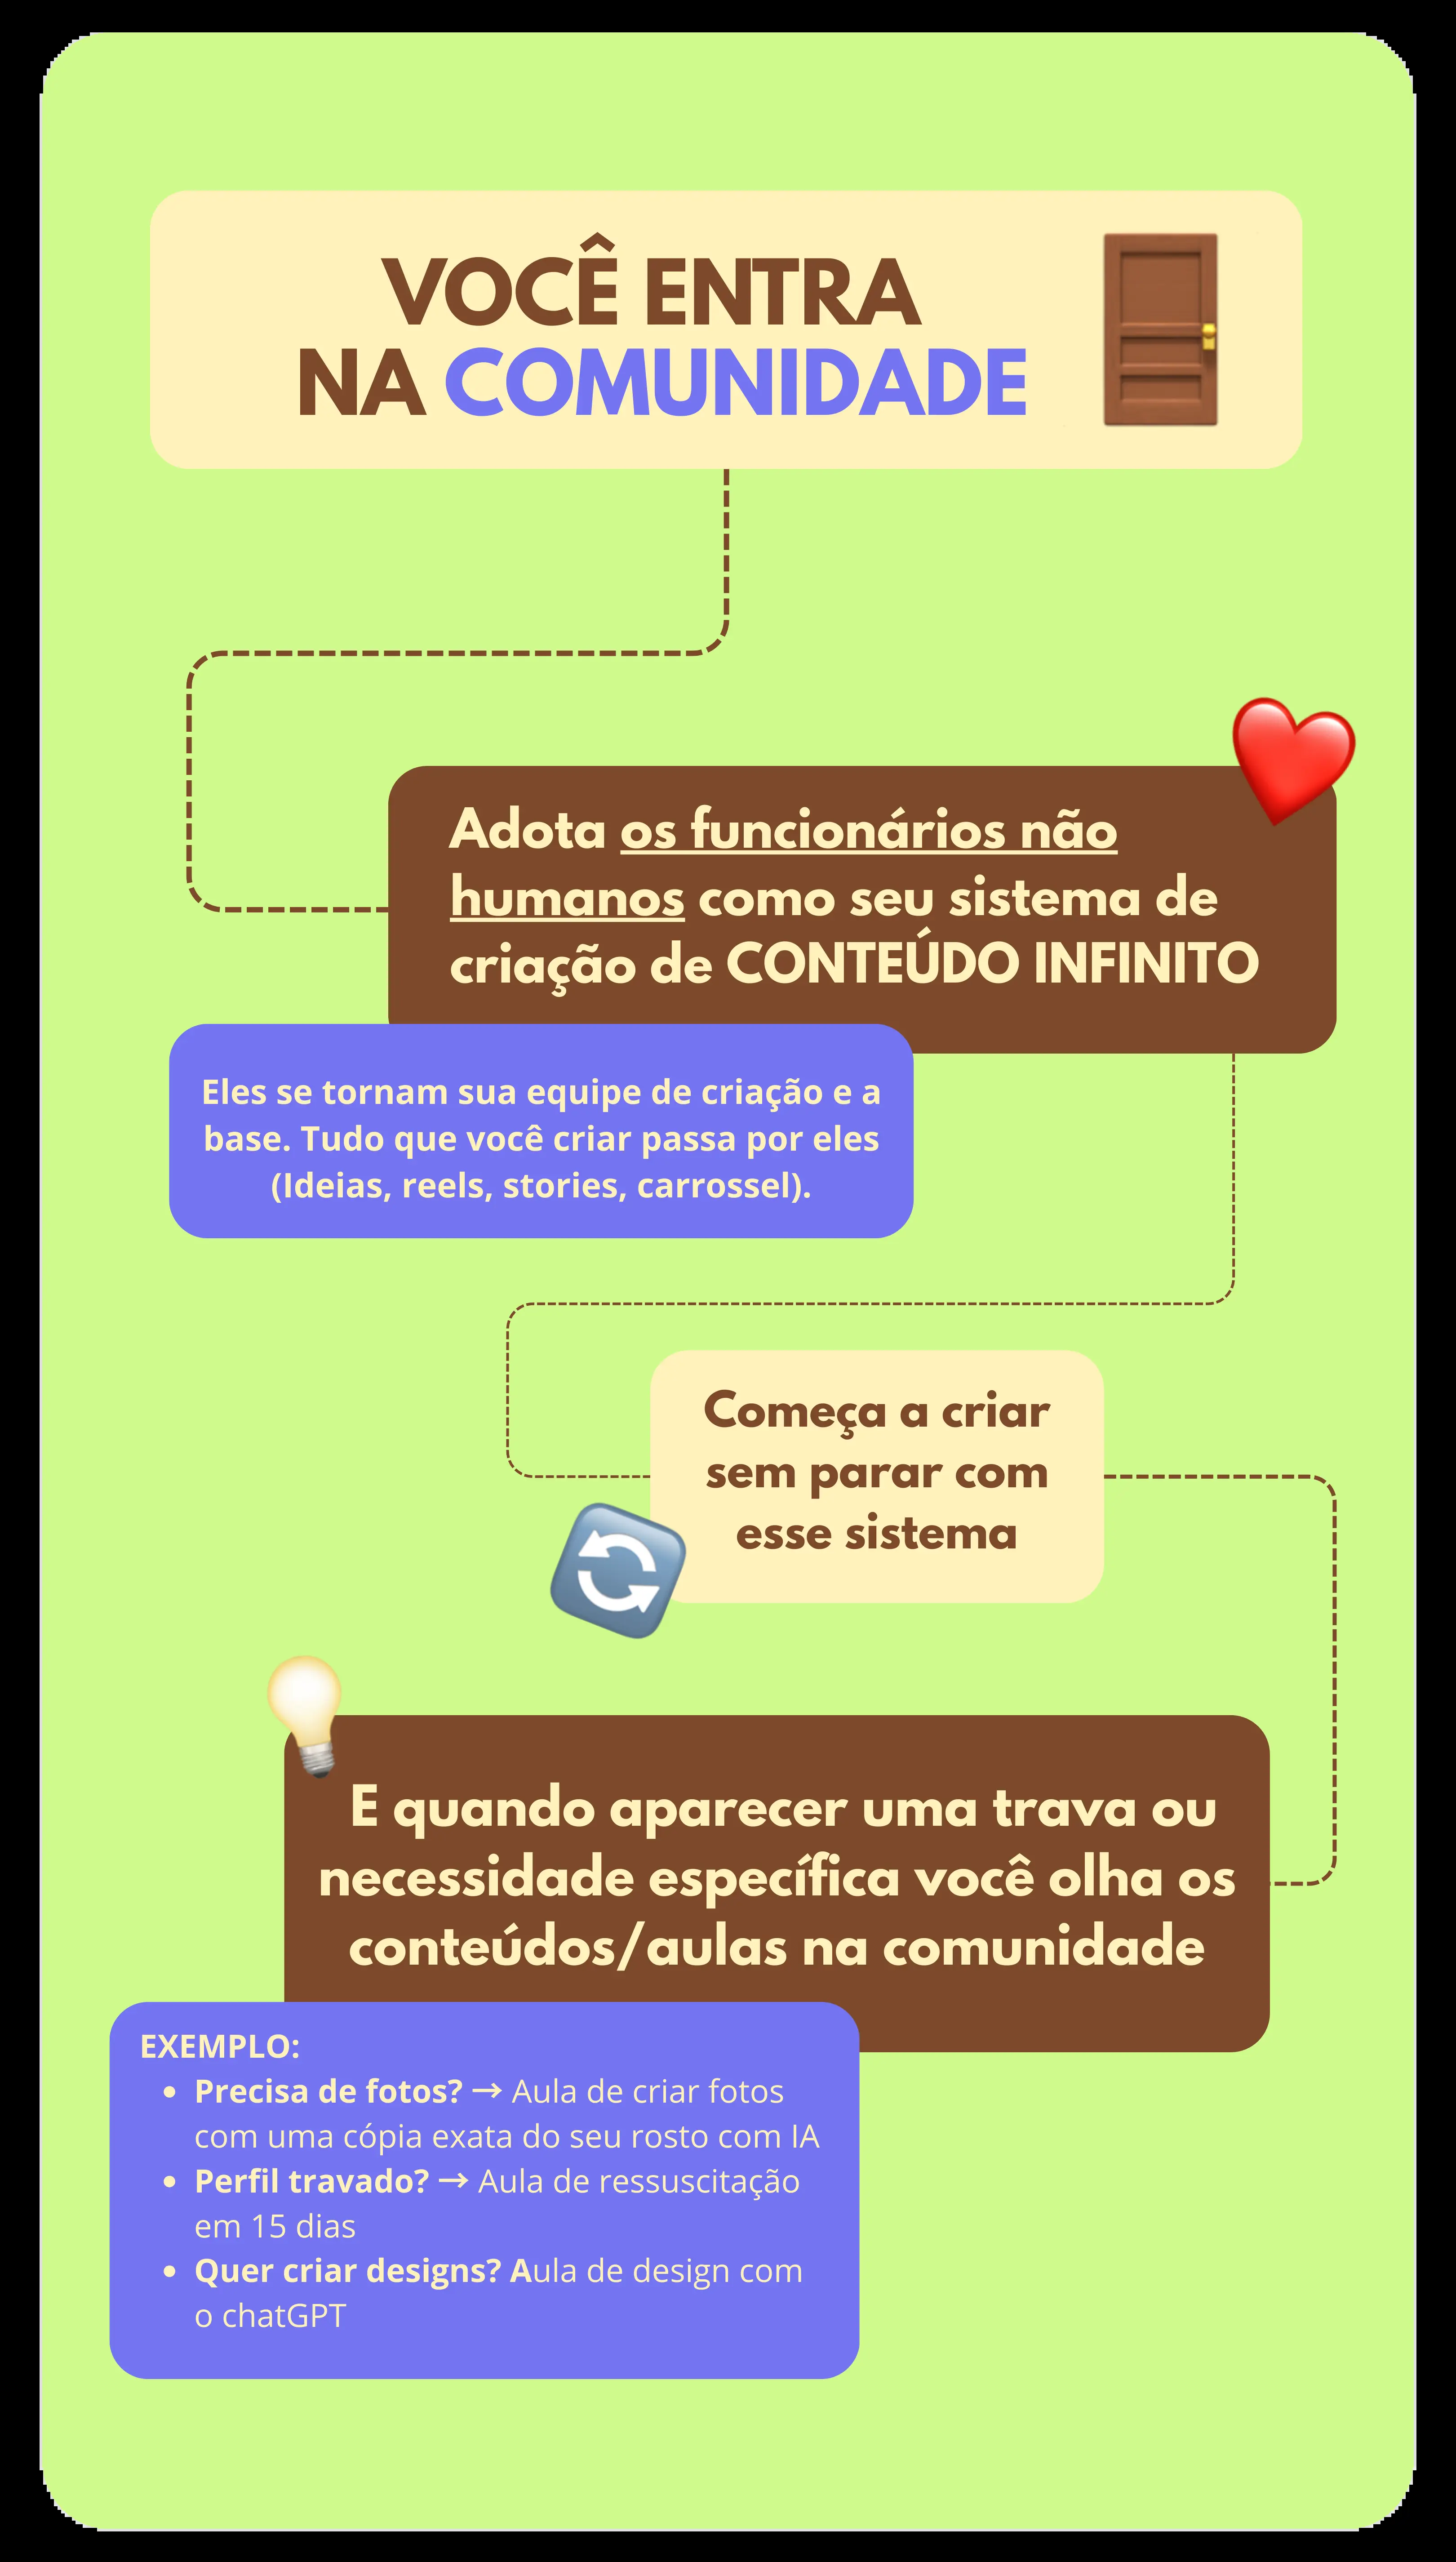 VOCÊ ENTRA
NA COMUNIDADE
Adota os funcionários não
humanos como seu sistema de
criação de CONTEÚDO INFINITO
Eles se tornam sua equipe de criação e a
base. Tudo que você criar passa por eles
(Ideias, reels, stories, carrossel).
Começa a criar
sem parar com
esse sistema
E quando aparecer uma trava ou
necessidade específica você olha os
conteúdos/aulas na comunidade
EXEMPLO:
• Precisa de fotos? → Aula de criar fotos
com uma cópia exata do seu rosto com IA
• Perfil travado? → Aula de ressuscitação
em 15 dias
• Quer criar designs? Aula de design com
o chatGPT